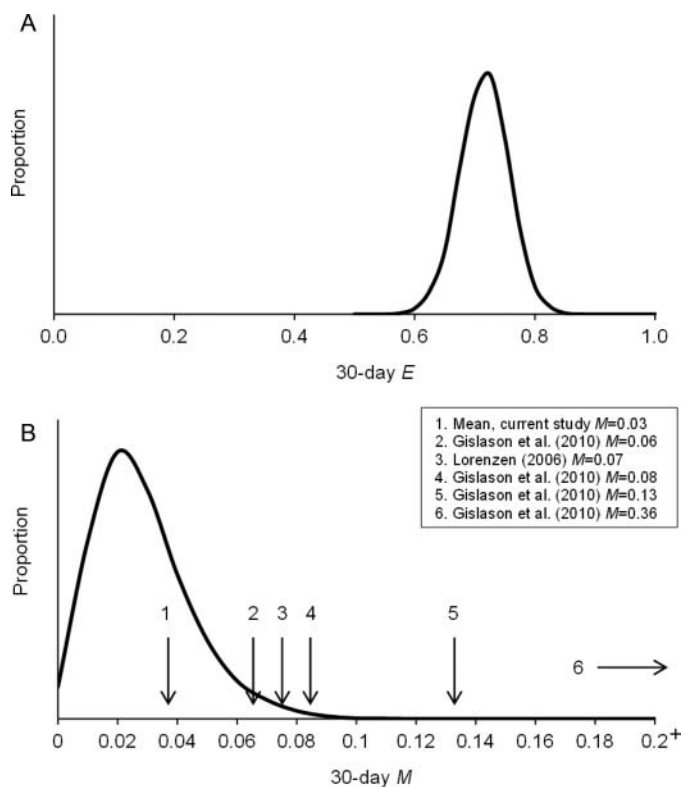 A
Proportion
0.0 0.2 0.4 0.6 0.8 1.0
30-day E
B
1. Mean, current study M=0.03
2. Gislason et al. (2010) M=0.06
3. Lorenzen (2006) M=0.07
4. Gislason et al. (2010) M=0.08
5. Gislason et al. (2010) M=0.13
6. Gislason et al. (2010) M=0.36
Proportion
1 2 3 4 5
6
0 0.02 0.04 0.06 0.08 0.1 0.12 0.14 0.16 0.18 0.2+
30-day M